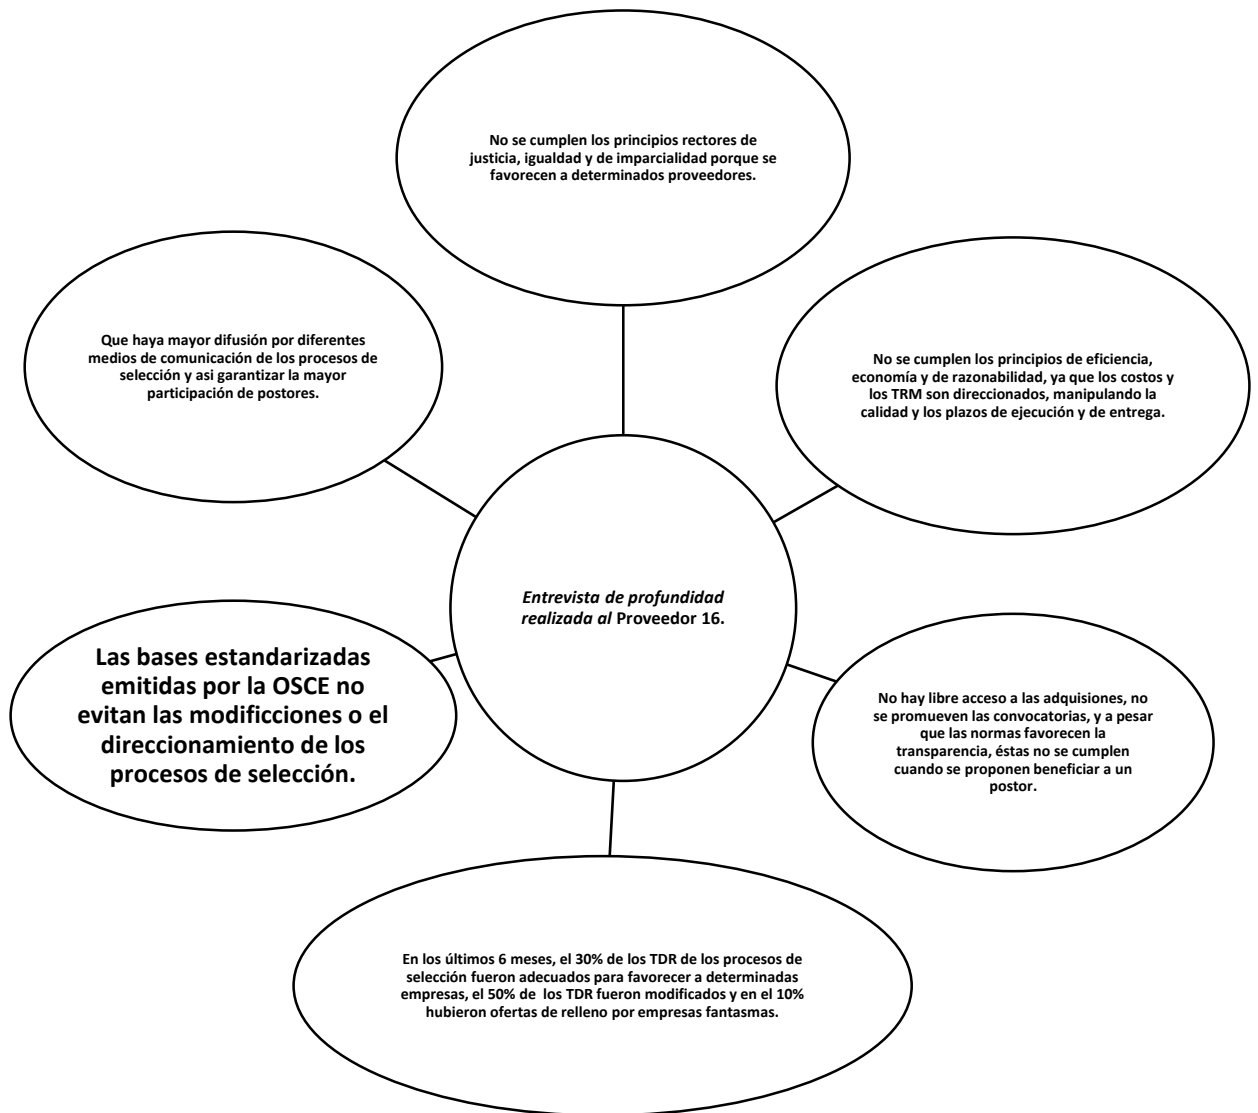 No se cumplen los principios rectores de
justicia, igualdad y de imparcialidad porque se
favorecen a determinados proveedores.
Que haya mayor difusión por diferentes
medios de comunicación de los procesos de
selección y asi garantizar la mayor
participación de postores.
No se cumplen los principios de eficiencia,
economía y de razonabilidad, ya que los costos y
los TRM son direccionados, manipulando la
calidad y los plazos de ejecución y de entrega.
Entrevista de profundidad
realizada al Proveedor 16.
Las bases estandarizadas
emitidas por la OSCE no
evitan las modificciones o el
direccionamiento de los
procesos de selección.
No hay libre acceso a las adquisiones, no
se promueven las convocatorias, y a pesar
que las normas favorecen la
transparencia, éstas no se cumplen
cuando se proponen beneficiar a un
postor.
En los últimos 6 meses, el 30% de los TDR de los procesos de
selección fueron adecuados para favorecer a determinadas
empresas, el 50% de los TDR fueron modificados y en el 10%
hubieron ofertas de relleno por empresas fantasmas.